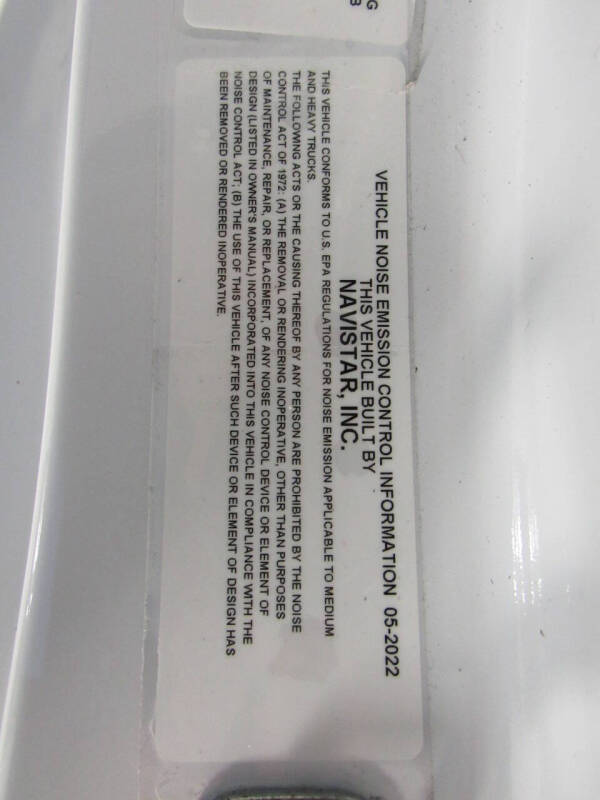 G
B
VEHICLE NOISE EMISSION CONTROL INFORMATION 05-2022
THIS VEHICLE BUILT BY
NAVISTAR, INC.
THIS VEHICLE CONFORMS TO U.S. EPA REGULATIONS FOR NOISE EMISSION APPLICABLE TO MEDIUM
AND HEAVY TRUCKS.
THE FOLLOWING ACTS OR THE CAUSING THEREOF BY ANY PERSON ARE PROHIBITED BY THE NOISE
CONTROL ACT OF 1972: (A) THE REMOVAL OR RENDERING INOPERATIVE, OTHER THAN PURPOSES
OF MAINTENANCE, REPAIR, OR REPLACEMENT, OF ANY NOISE CONTROL DEVICE OR ELEMENT OF
DESIGN (LISTED IN OWNER'S MANUAL) INCORPORATED INTO THIS VEHICLE IN COMPLIANCE WITH THE
NOISE CONTROL ACT; (B) THE USE OF THIS VEHICLE AFTER SUCH DEVICE OR ELEMENT OF DESIGN HAS
BEEN REMOVED OR RENDERED INOPERATIVE.